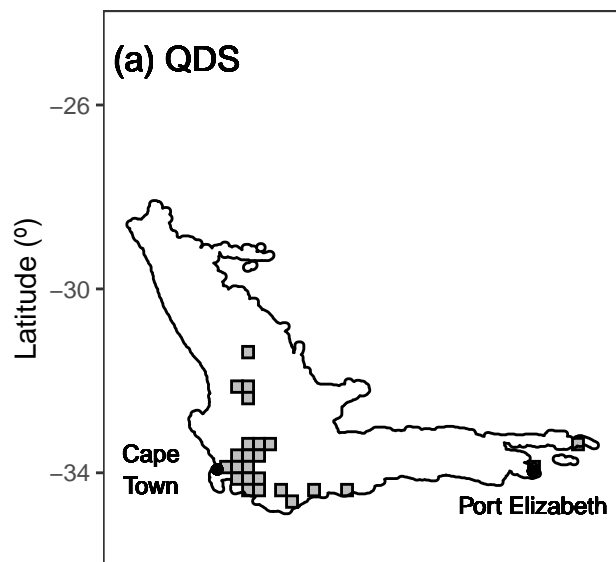 (a) QDS
Latitude (º)
−26
−30
−34
Cape
Town
Port Elizabeth